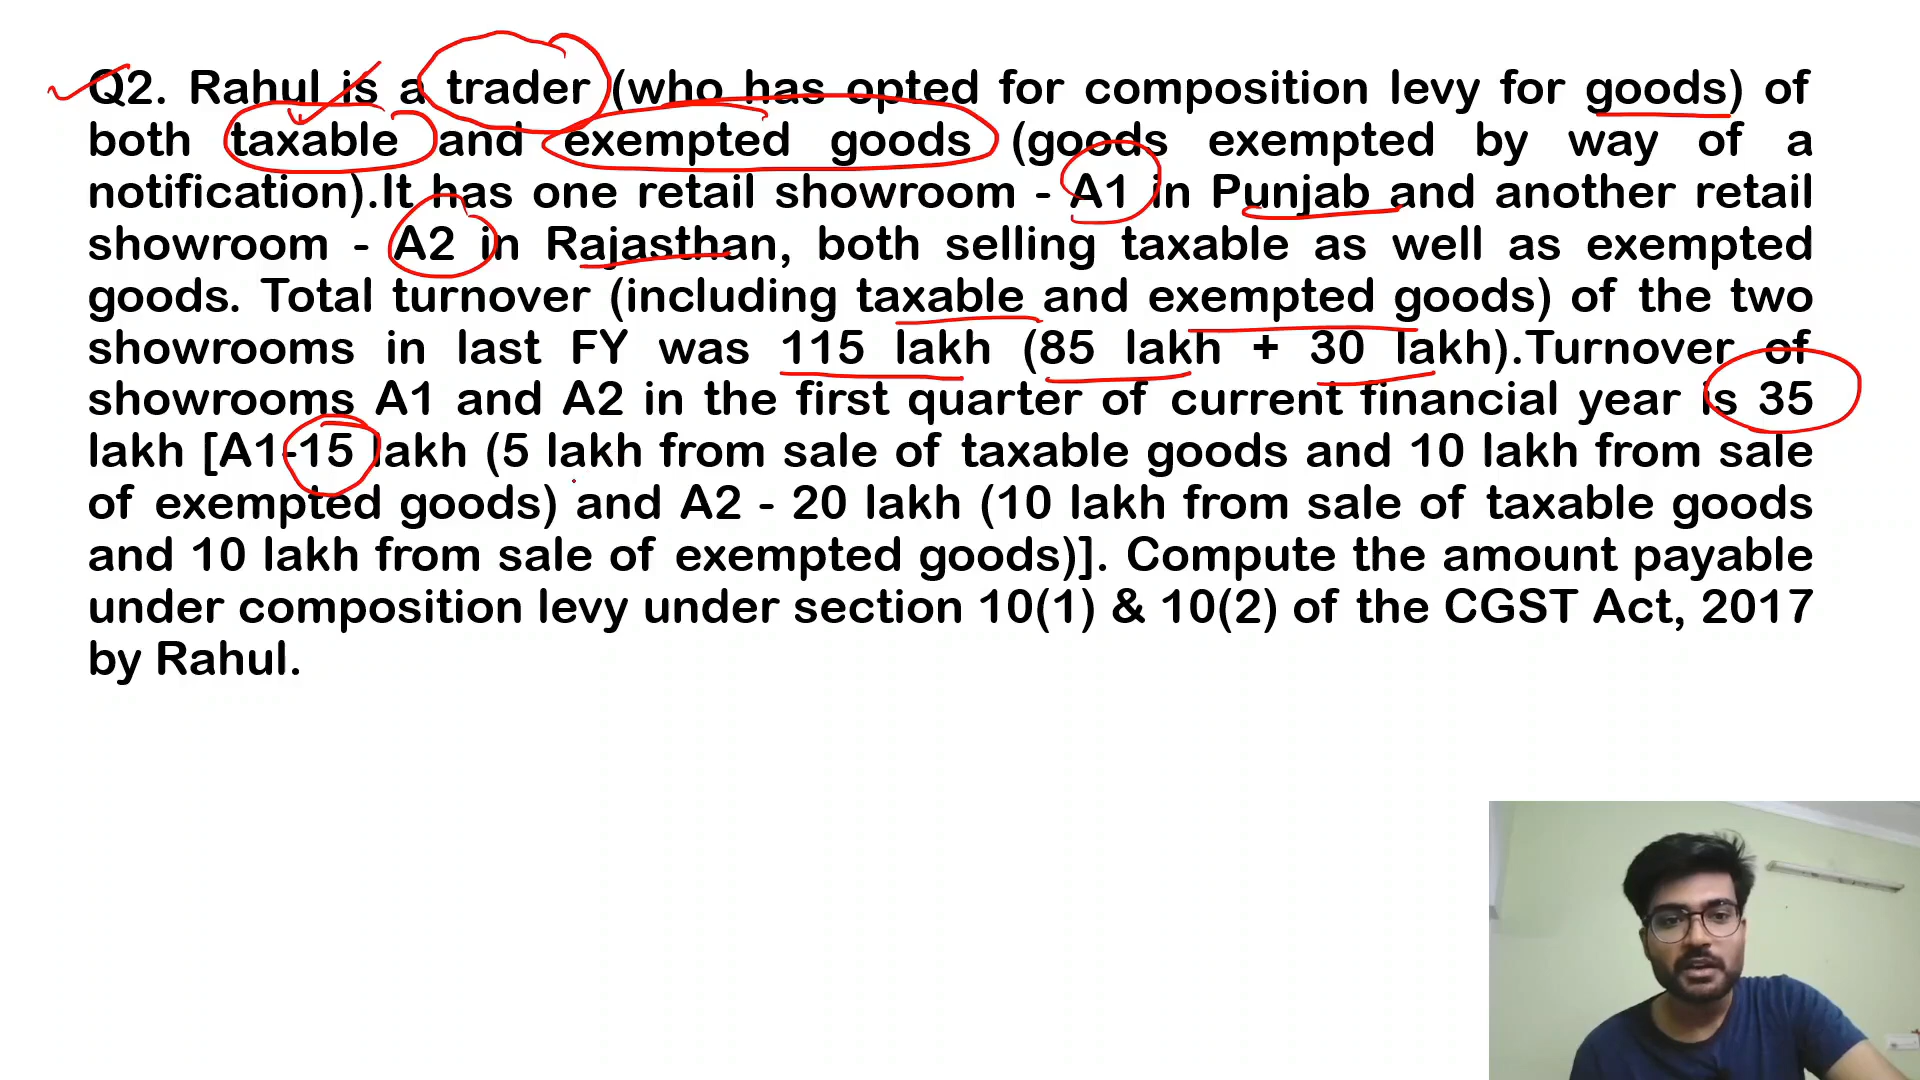 Q2. Rahul is a trader (who has opted for composition levy for goods) of
both taxable and exempted goods (goods exempted by way of a
notification).It has one retail showroom - A1 in Punjab and another retail
showroom - A2 in Rajasthan, both selling taxable as well as exempted
goods. Total turnover (including taxable and exempted goods) of the two
showrooms in last FY was 115 lakh (85 lakh + 30 lakh).Turnover of
showrooms A1 and A2 in the first quarter of current financial year is 35
lakh [A1-15 lakh (5 lakh from sale of taxable goods and 10 lakh from sale
of exempted goods) and A2 - 20 lakh (10 lakh from sale of taxable goods
and 10 lakh from sale of exempted goods)]. Compute the amount payable
under composition levy under section 10(1) & 10(2) of the CGST Act, 2017
by Rahul.